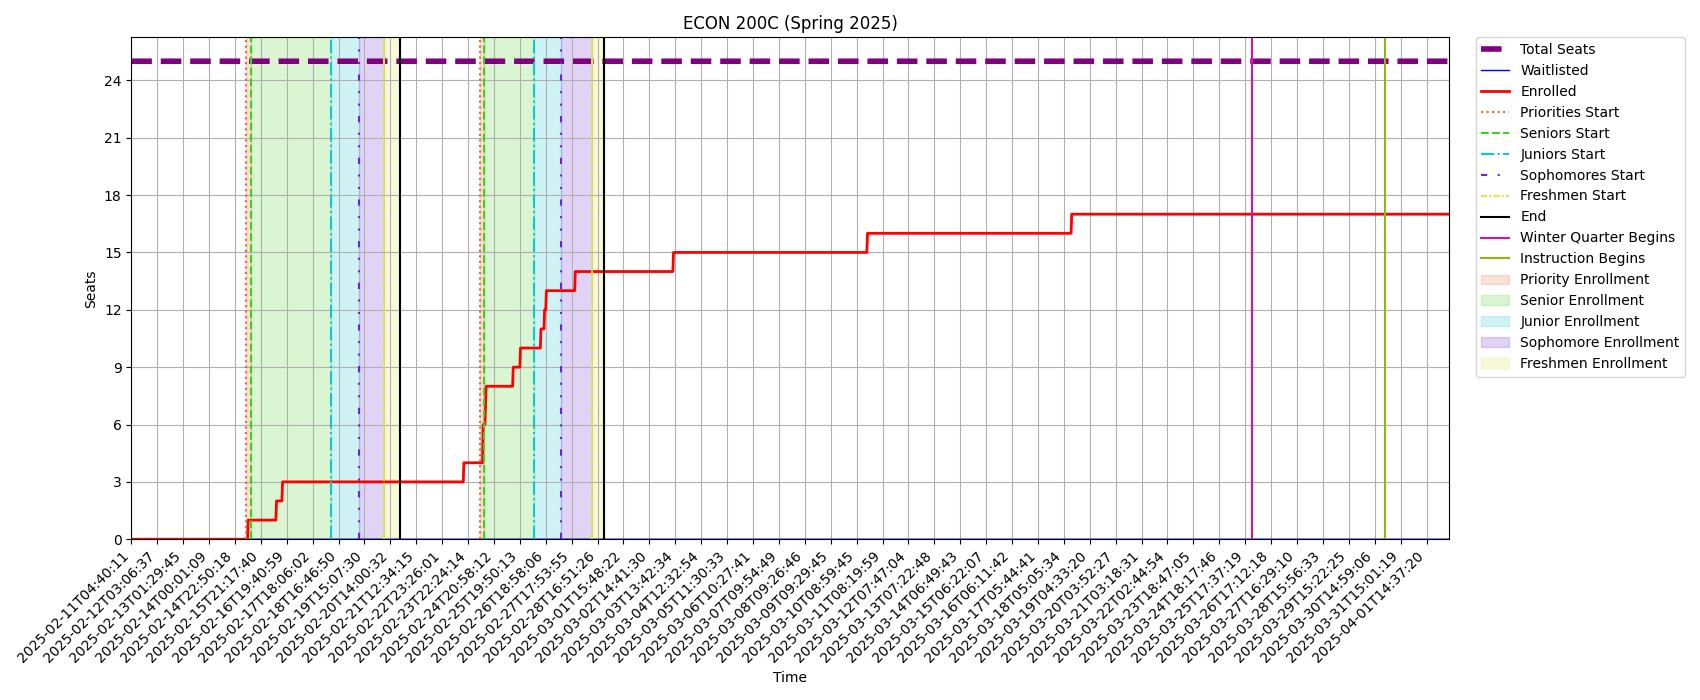 ECON 200C (Spring 2025)
Seats
24
21
18
15
12
9
6
3
0
2025-02-11T04:40:11
2025-02-12T03:06:37
2025-02-13T01:29:45
2025-02-14T00:01:09
2025-02-14T22:50:18
2025-02-15T21:17:40
2025-02-16T19:40:59
2025-02-17T18:06:02
2025-02-18T16:46:50
2025-02-19T15:07:30
2025-02-20T14:00:32
2025-02-21T12:34:15
2025-02-22T23:26:01
2025-02-23T22:24:14
2025-02-24T20:58:12
2025-02-25T19:50:13
2025-02-26T18:58:06
2025-02-27T17:53:55
2025-02-28T16:51:26
2025-03-01T15:48:22
2025-03-02T14:41:30
2025-03-03T13:42:34
2025-03-04T12:32:54
2025-03-05T11:30:33
2025-03-06T10:27:41
2025-03-07T09:54:49
2025-03-08T09:26:46
2025-03-09T09:29:45
2025-03-10T08:59:45
2025-03-11T08:19:59
2025-03-12T07:47:04
2025-03-13T07:22:48
2025-03-14T06:49:43
2025-03-15T06:22:07
2025-03-16T06:11:42
2025-03-17T05:44:41
2025-03-18T05:05:34
2025-03-19T04:33:20
2025-03-20T03:52:27
2025-03-21T03:18:31
2025-03-22T02:44:54
2025-03-23T18:47:05
2025-03-24T18:17:46
2025-03-25T17:37:19
2025-03-26T17:12:18
2025-03-27T16:29:10
2025-03-28T15:56:33
2025-03-29T15:22:25
2025-03-30T14:59:06
2025-03-31T15:01:19
2025-04-01T14:37:20
Time
Total Seats
Waitlisted
Enrolled
Priorities Start
Seniors Start
Juniors Start
Sophomores Start
Freshmen Start
End
Winter Quarter Begins
Instruction Begins
Priority Enrollment
Senior Enrollment
Junior Enrollment
Sophomore Enrollment
Freshmen Enrollment